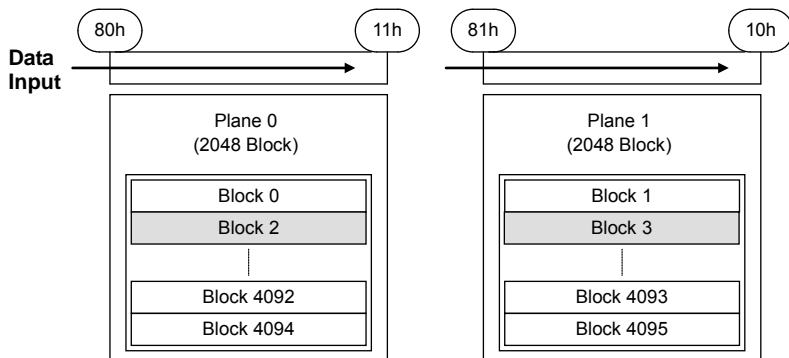 80h
11h
81h
10h
Data
Input
Plane 0
(2048 Block)
Block 0
Block 2
Block 4092
Block 4094
Plane 1
(2048 Block)
Block 1
Block 3
Block 4093
Block 4095